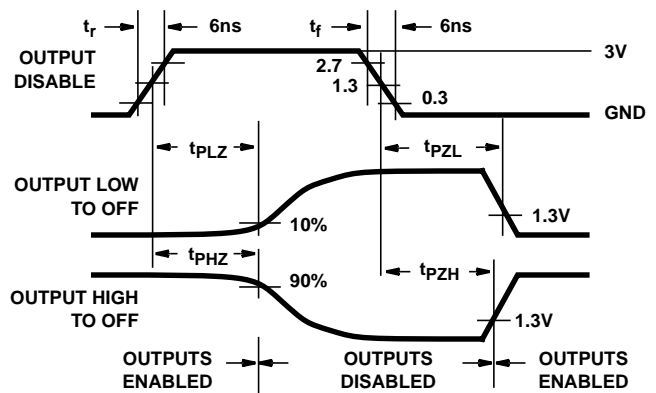 tr 6ns tf 6ns
OUTPUT
DISABLE
3V
2.7
1.3
0.3
GND
tPLZ tPZL
OUTPUT LOW
TO OFF
10%
1.3V
tPHZ tPZH
90%
OUTPUT HIGH
TO OFF
1.3V
OUTPUTS
ENABLED
OUTPUTS
DISABLED
OUTPUTS
ENABLED